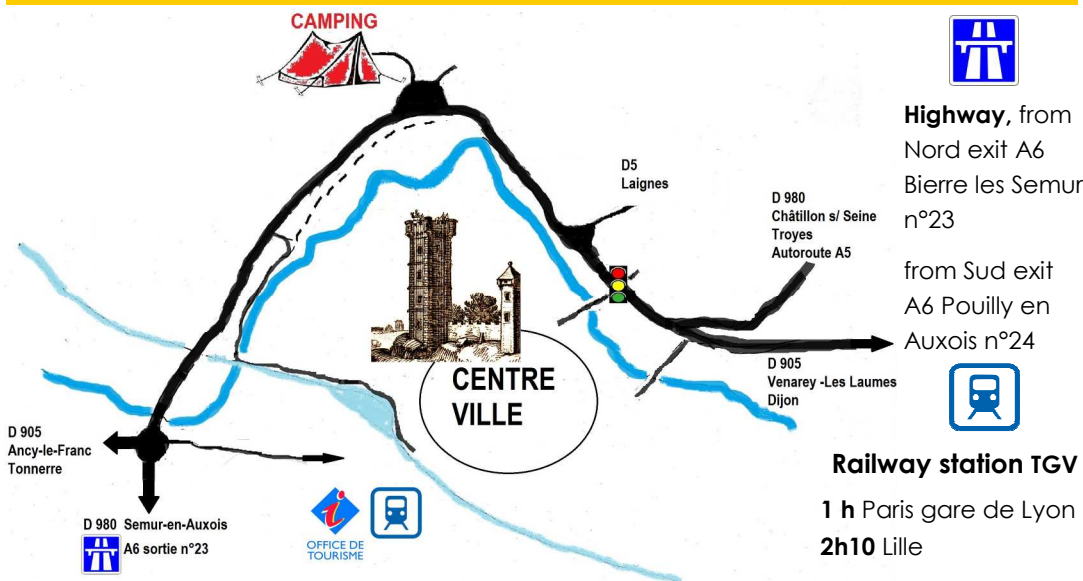 CAMPING
D5
Laignes
D 980
Châtillon s/ Seine
Troyes
Autoroute A5
CENTRE
VILLE
D 905
Venarey -Les Laumes
Dijon
D 905
Ancy-le-Franc
Tonnerre
D 980 Semur-en-Auxois
A6 sortie n°23
i
OFFICE DE
TOURISME
Highway, from
Nord exit A6
Bierre les Semur
n°23
from Sud exit
A6 Pouilly en
Auxois n°24
Railway station TGV
1 h Paris gare de Lyon
2h10 Lille